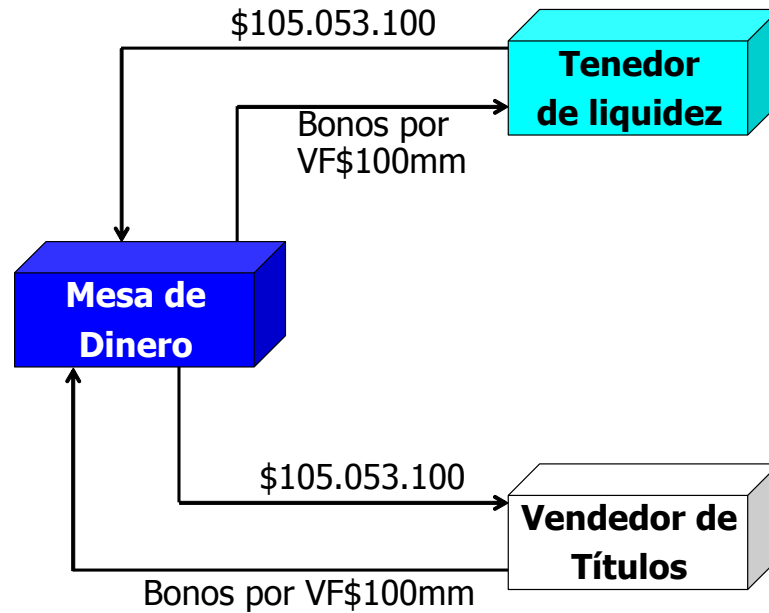 $105.053.100
Tenedor
de liquidez
Bonos por
VF$100mm
Mesa de
Dinero
$105.053.100
Vendedor de
Títulos
Bonos por VF$100mm